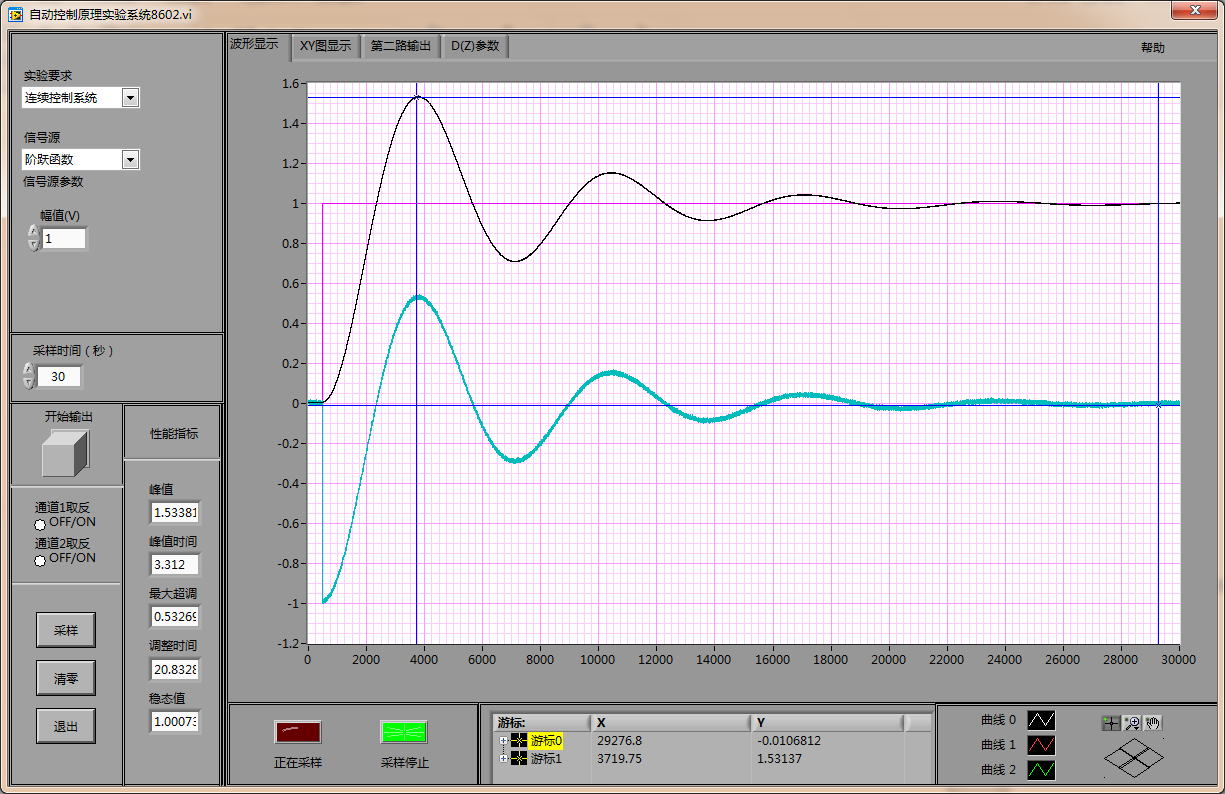 自动控制原理实验系统8602.vi
波形显示 XY图显示 第二路输出 D(Z)参数 帮助
实验要求
连续控制系统
信号源
阶跃函数
信号源参数
幅值(V)
1
采样时间（秒）
30
开始输出
通道1取反
OFF/ON
通道2取反
OFF/ON
采样
清零
退出
性能指标
峰值
1.53381
峰值时间
3.312
最大超调
0.53269
调整时间
20.8328
稳态值
1.00073
1.6
1.4
1.2
1
0.8
0.6
0.4
0.2
0
-0.2
-0.4
-0.6
-0.8
-1
-1.2
0 2000 4000 6000 8000 10000 12000 14000 16000 18000 20000 22000 24000 26000 28000 30000
正在采样 采样停止
游标: X Y
游标0 29276.8 -0.0106812
游标1 3719.75 1.53137
曲线 0
曲线 1
曲线 2